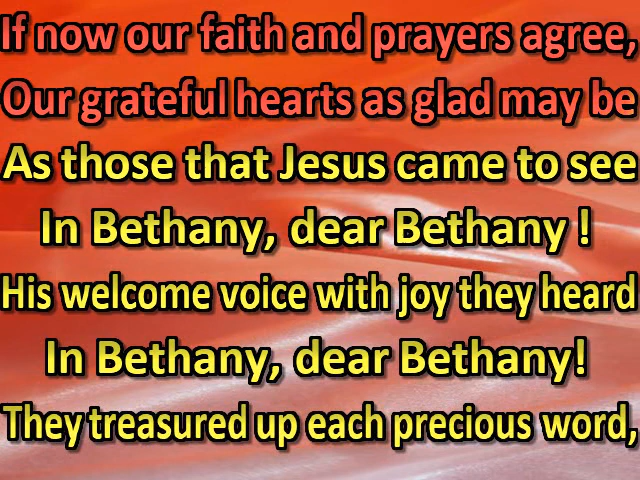 If now our faith and prayers agree,
Our grateful hearts as glad may be
As those that Jesus came to see
In Bethany, dear Bethany !
His welcome voice with joy they heard
In Bethany, dear Bethany!
They treasured up each precious word,